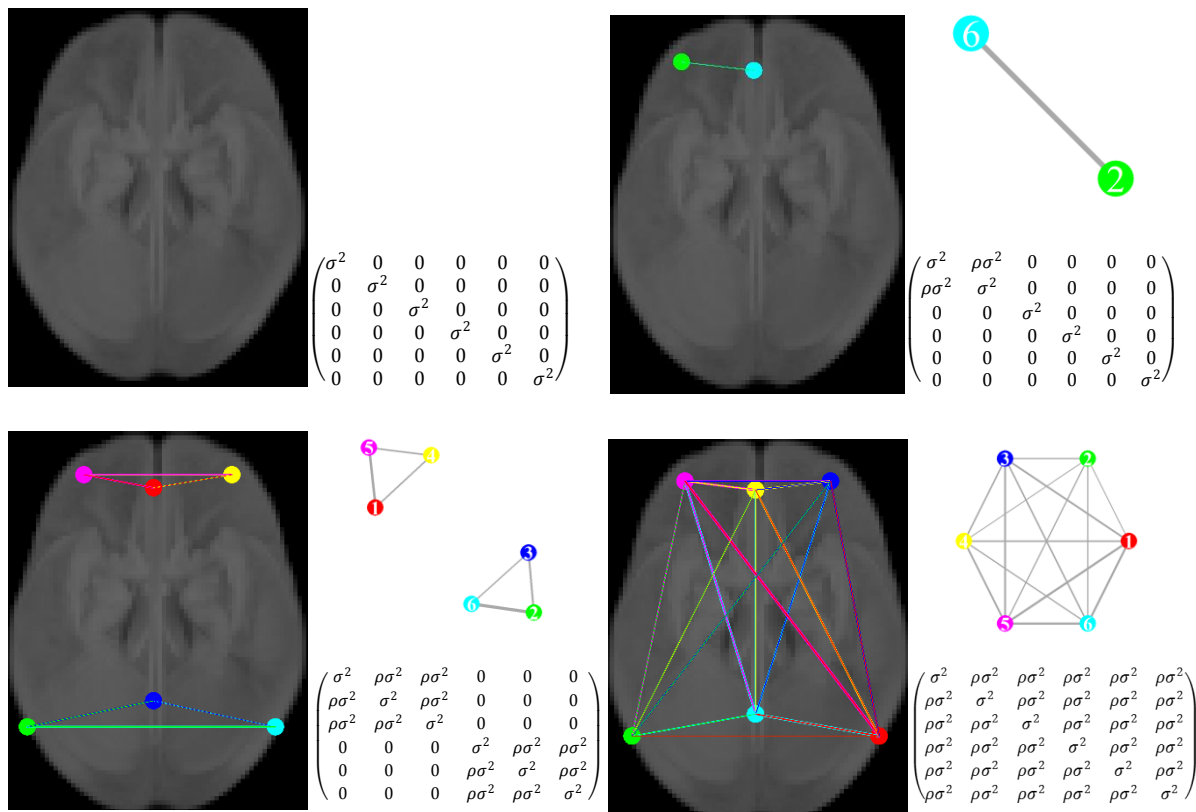 6
2
σ² 0 0 0 0 0
0 σ² 0 0 0 0
0 0 σ² 0 0 0
0 0 0 σ² 0 0
0 0 0 0 σ² 0
0 0 0 0 0 σ²
σ² ρσ² 0 0 0 0
ρσ² σ² 0 0 0 0
0 0 σ² 0 0 0
0 0 0 σ² 0 0
0 0 0 0 σ² 0
0 0 0 0 0 σ²
5 4
1
3
6 2
σ² ρσ² ρσ² 0 0 0
ρσ² σ² ρσ² 0 0 0
ρσ² ρσ² σ² 0 0 0
0 0 0 σ² ρσ² ρσ²
0 0 0 ρσ² σ² ρσ²
0 0 0 ρσ² ρσ² σ²
3 2
4 1
5 6
σ² ρσ² ρσ² ρσ² ρσ² ρσ²
ρσ² σ² ρσ² ρσ² ρσ² ρσ²
ρσ² ρσ² σ² ρσ² ρσ² ρσ²
ρσ² ρσ² ρσ² σ² ρσ² ρσ²
ρσ² ρσ² ρσ² ρσ² σ² ρσ²
ρσ² ρσ² ρσ² ρσ² ρσ² σ²